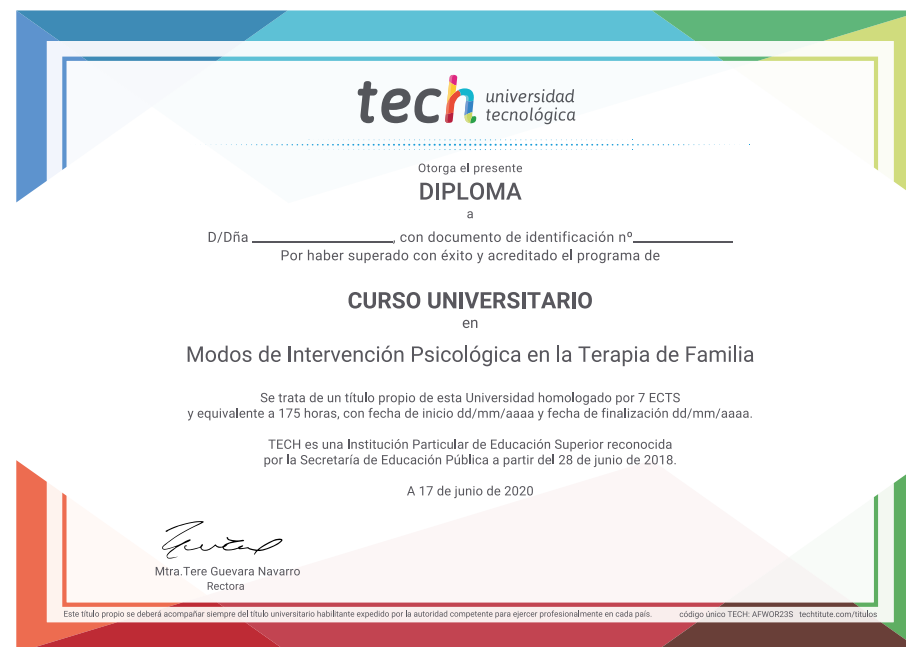 tech universidad
tecnológica
Otorga el presente
DIPLOMA
a
D/Dña ____________________, con documento de identificación nº______________
Por haber superado con éxito y acreditado el programa de
CURSO UNIVERSITARIO
en
Modos de Intervención Psicológica en la Terapia de Familia
Se trata de un título propio de esta Universidad homologado por 7 ECTS
y equivalente a 175 horas, con fecha de inicio dd/mm/aaaa y fecha de finalización dd/mm/aaaa.
TECH es una Institución Particular de Educación Superior reconocida
por la Secretaría de Educación Pública a partir del 28 de junio de 2018.
A 17 de junio de 2020
Mtra.Tere Guevara Navarro
Rectora
Este título propio se deberá acompañar siempre del título universitario habilitante expedido por la autoridad competente para ejercer profesionalmente en cada país. código único TECH: AFWOR23S techtitute.com/titulos